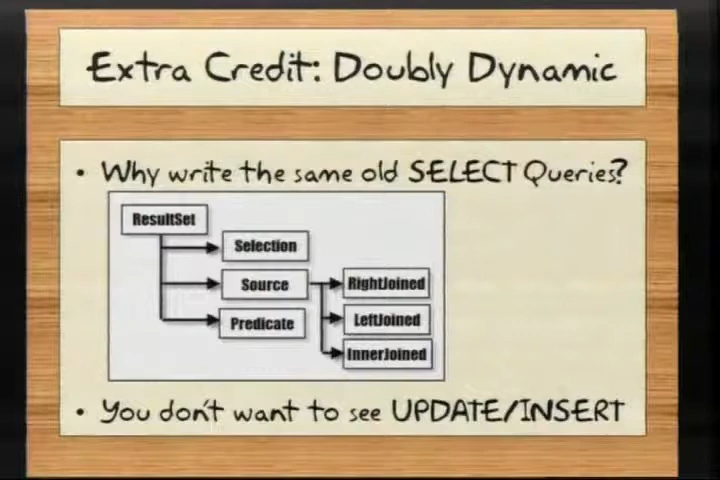 Extra Credit: Doubly Dynamic
• Why write the same old SELECT Queries?
ResultSet
Selection
Source
RightJoined
Predicate
LeftJoined
InnerJoined
• You don't want to see UPDATE/INSERT